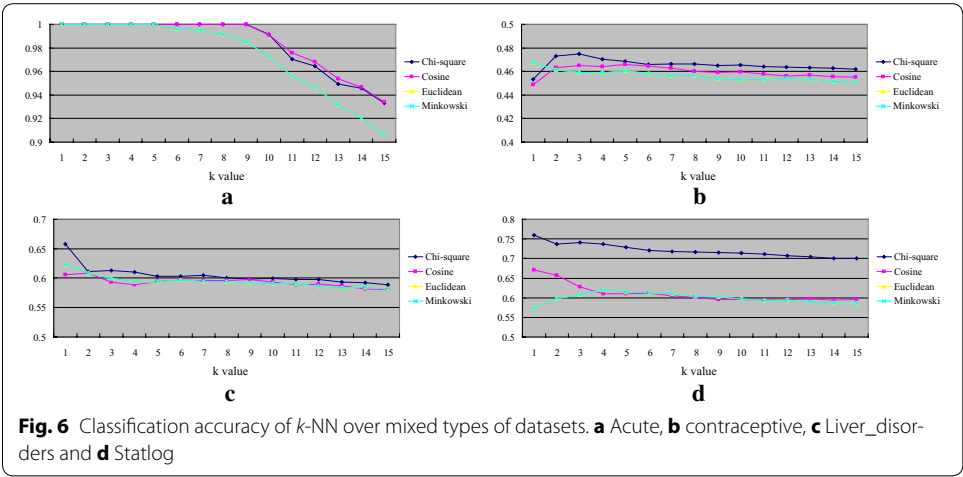 1
0.98
0.96
0.94
0.92
0.9
1 2 3 4 5 6 7 8 9 10 11 12 13 14 15
k value
Chi-square
Cosine
Euclidean
Minkowski
a
0.5
0.48
0.46
0.44
0.42
0.4
1 2 3 4 5 6 7 8 9 10 11 12 13 14 15
k value
Chi-square
Cosine
Euclidean
Minkowski
b
0.7
0.65
0.6
0.55
0.5
1 2 3 4 5 6 7 8 9 10 11 12 13 14 15
k value
Chi-square
Cosine
Euclidean
Minkowski
c
0.8
0.75
0.7
0.65
0.6
0.55
0.5
1 2 3 4 5 6 7 8 9 10 11 12 13 14 15
k value
Chi-square
Cosine
Euclidean
Minkowski
d
Fig. 6 Classification accuracy of k-NN over mixed types of datasets. a Acute, b contraceptive, c Liver_disor-
ders and d Statlog